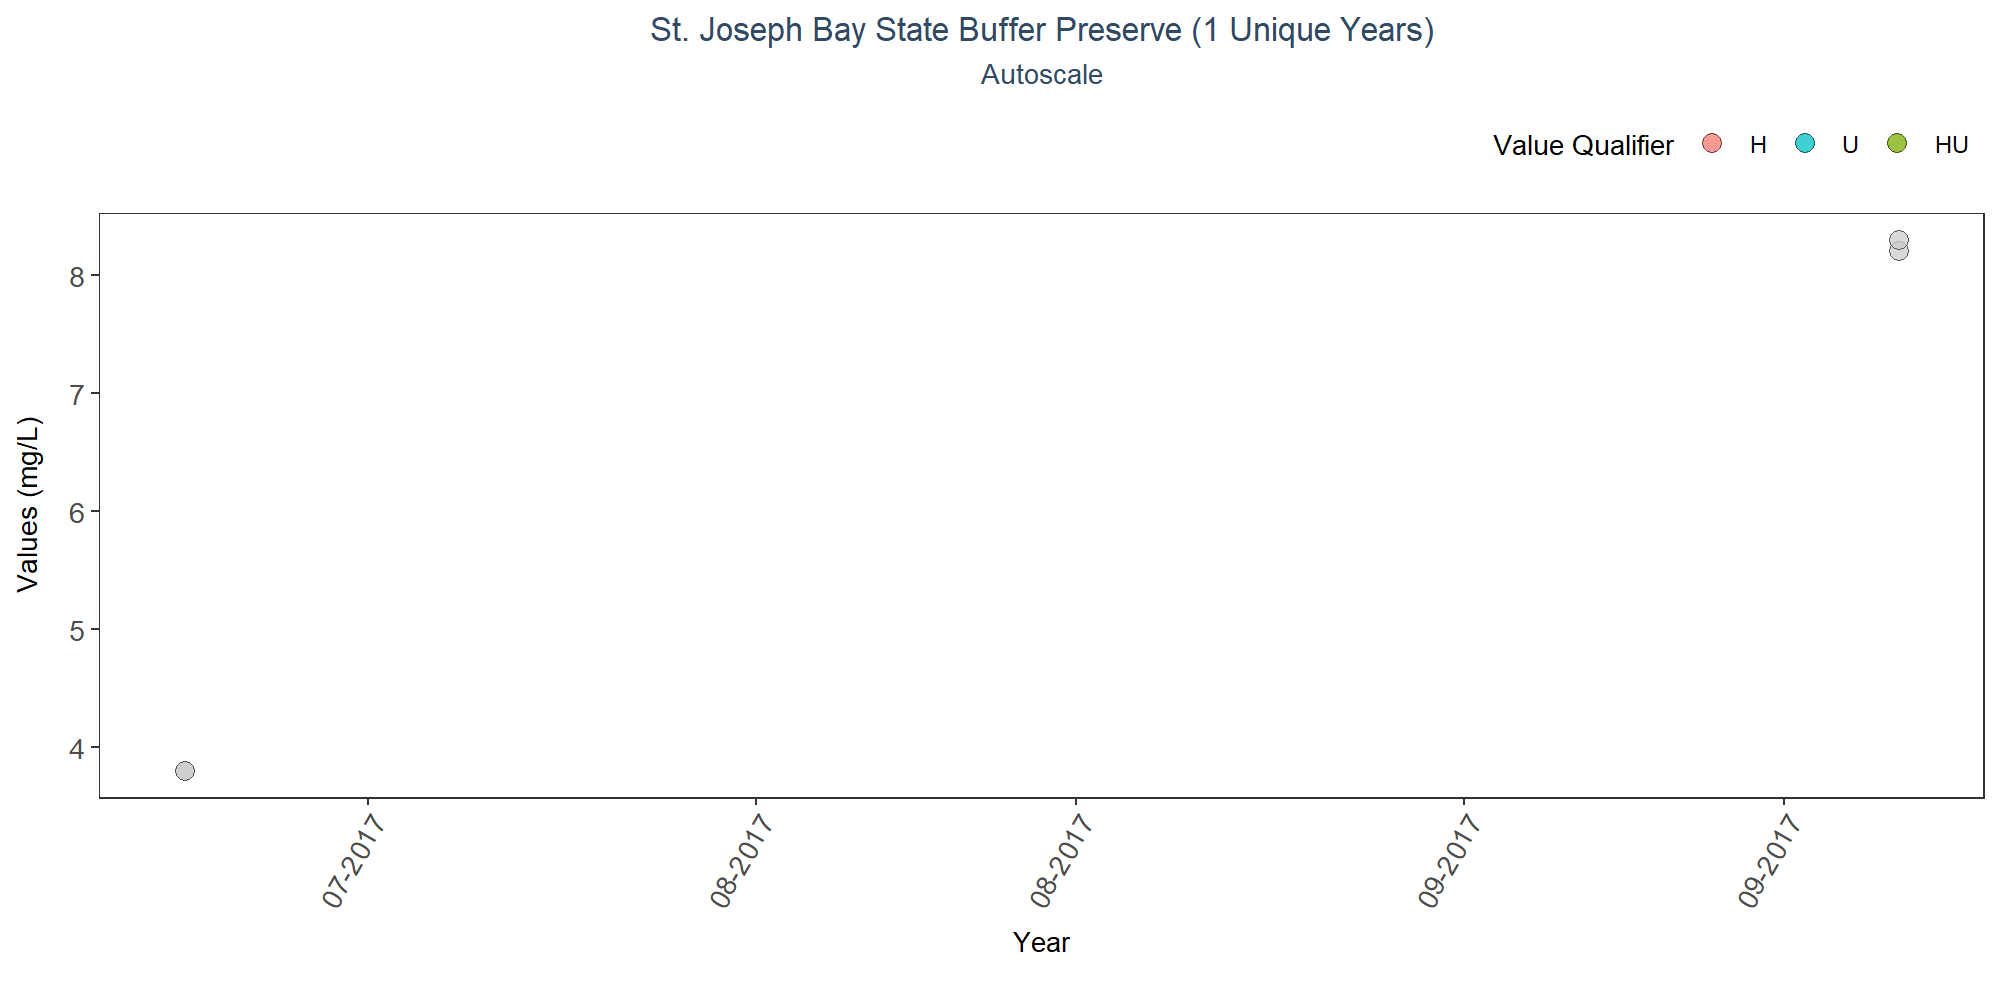 St. Joseph Bay State Buffer Preserve (1 Unique Years)
Autoscale
Value Qualifier H U HU
Values (mg/L)
8
7
6
5
4
07-2017 08-2017 08-2017 09-2017 09-2017
Year